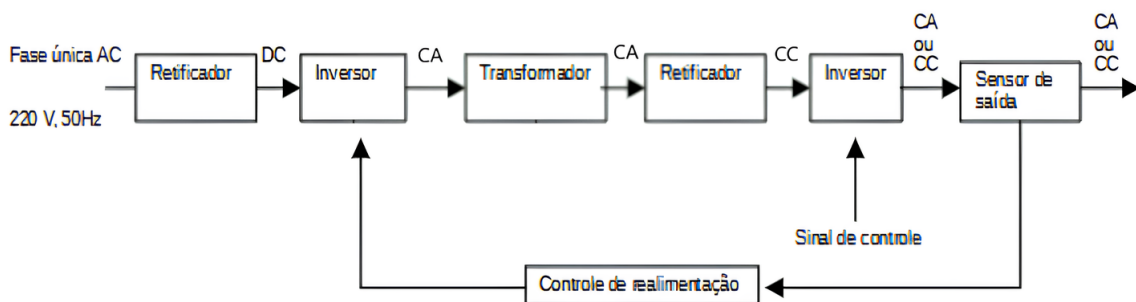 Fase única AC
220 V, 50Hz
Retificador
DC
Inversor
CA
Transformador
CA
Retificador
CC
Inversor
CA
ou
CC
Sensor de
saída
CA
ou
CC
Sinal de controle
Controle de realimentação